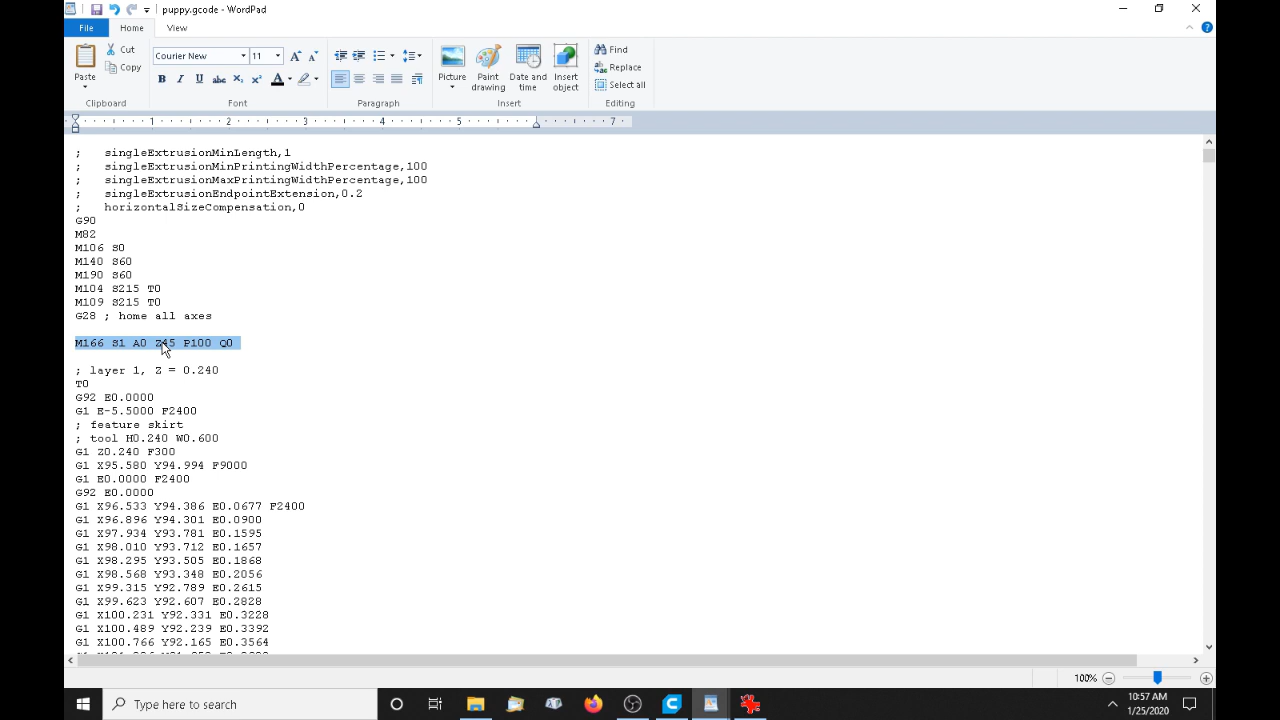 puppy.gcode - WordPad
File
Home
View
Paste
Cut
Copy
Clipboard
Courier New
11
Font
Paragraph
Picture
Paint drawing
Date and time
Insert object
Insert
Find
Replace
Select all
Editing
1 2 3 4 5 7
; singleExtrusionMinLength,1
; singleExtrusionMinPrintingWidthPercentage,100
; singleExtrusionMaxPrintingWidthPercentage,100
; singleExtrusionEndpointExtension,0.2
; horizontalSizeCompensation,0
G90
M82
M106 S0
M140 S60
M190 S60
M104 S215 T0
M109 S215 T0
G28 ; home all axes
M166 S1 A0 Z45 P100 Q0
; layer 1, Z = 0.240
T0
G92 E0.0000
G1 E-5.5000 F2400
; feature skirt
; tool H0.240 W0.600
G1 Z0.240 F300
G1 X95.580 Y94.994 F9000
G1 E0.0000 F2400
G92 E0.0000
G1 X96.533 Y94.386 E0.0677 F2400
G1 X96.896 Y94.301 E0.0900
G1 X97.934 Y93.781 E0.1595
G1 X98.010 Y93.712 E0.1657
G1 X98.295 Y93.505 E0.1868
G1 X98.568 Y93.348 E0.2056
G1 X99.315 Y92.789 E0.2615
G1 X99.623 Y92.607 E0.2828
G1 X100.231 Y92.331 E0.3228
G1 X100.489 Y92.239 E0.3392
G1 X100.766 Y92.165 E0.3564
100%
Type here to search
10:57 AM
1/25/2020